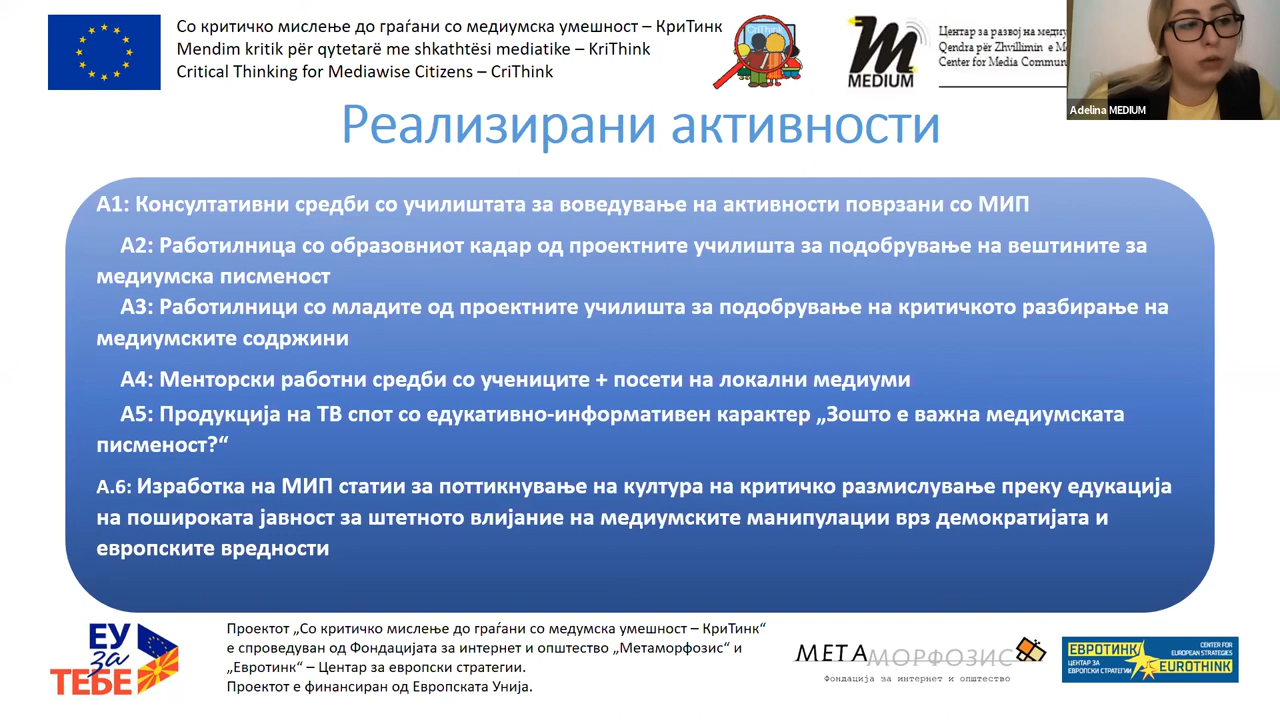 Со критичко мислење до граѓани со медиумска умешност – КриТинк
Mendim kritik për qytetarë me shkathtësi mediatike – KriThink
Critical Thinking for Mediawise Citizens – CriThink
CriThink
MEDIUM
Центар за развој на
Qendra për Zhvillimin e
Center for Media
Adelina MEDIUM
Реализирани активности
А1: Консултативни средби со училиштата за воведување на активности поврзани со МИП
А2: Работилница со образовниот кадар од проектните училишта за подобрување на вештините за
медиумска писменост
А3: Работилници со младите од проектните училишта за подобрување на критичкото разбирање на
медиумските содржини
А4: Менторски работни средби со учениците + посети на локални медиуми
А5: Продукција на ТВ спот со едукативно-информативен карактер „Зошто е важна медиумската
писменост?“
А.6: Изработка на МИП статии за поттикнување на култура на критичко размислување преку едукација
на пошироката јавност за штетното влијание на медиумските манипулации врз демократијата и
европските вредности
ЕУ
за
ТЕБЕ
Проектот „Со критичко мислење до граѓани со медумска умешност – КриТинк“
е спроведуван од Фондацијата за интернет и општество „Метаморфозис“ и
„Евротинк“ – Центар за европски стратегии.
Проектот е финансиран од Европската Унија.
МЕТАМОРФОЗИС
Фондација за интернет и општество
ЕВРОТИНК
ЦЕНТАР ЗА
ЕВРОПСКИ СТРАТЕГИИ
CENTER FOR
EUROPEAN STRATEGIES
EUROTHINK